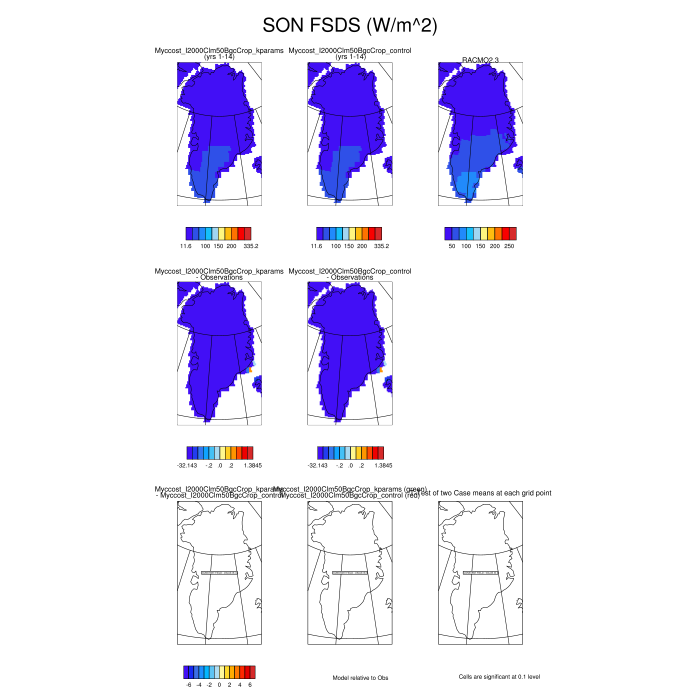 SON FSDS (W/m^2)
Myccost_I2000Clm50BgcCrop_kparams
(yrs 1-14)
Myccost_I2000Clm50BgcCrop_control
(yrs 1-14)
RACMO2.3
11.6 100 150 200 335.2
11.6 100 150 200 335.2
50 100 150 200 250
Myccost_I2000Clm50BgcCrop_kparams
- Observations
Myccost_I2000Clm50BgcCrop_control
- Observations
-32.143 -.2 .0 .2 1.3845
-32.143 -.2 .0 .2 1.3845
Myccost_I2000Clm50BgcCrop_kparams
- Myccost_I2000Clm50BgcCrop_control
Myccost_I2000Clm50BgcCrop_kparams (green)
Myccost_I2000Clm50BgcCrop_control (red)
est of two Case means at each grid point
-6 -4 -2 0 2 4 6
Model relative to Obs
Cells are significant at 0.1 level